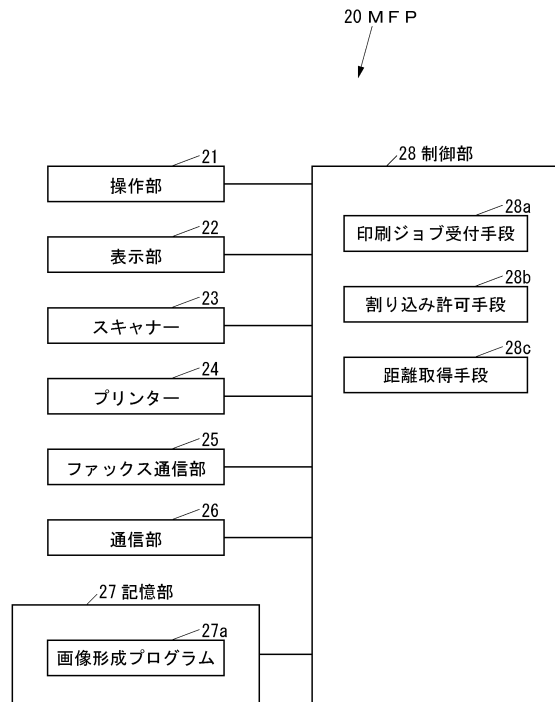 20 ＭＦＰ
21
操作部
22
表示部
23
スキャナー
24
プリンター
25
ファックス通信部
26
通信部
27 記憶部
27a
画像形成プログラム
28 制御部
28a
印刷ジョブ受付手段
28b
割り込み許可手段
28c
距離取得手段